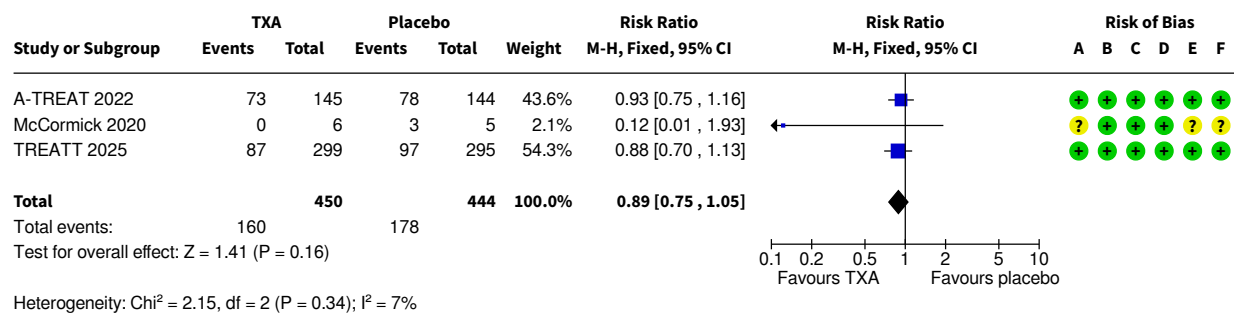 TXA Placebo Risk Ratio Risk Ratio Risk of Bias
Study or Subgroup Events Total Events Total Weight M-H, Fixed, 95% CI M-H, Fixed, 95% CI A B C D E F
A-TREAT 2022 73 145 78 144 43.6% 0.93 [0.75 , 1.16] + + + + + +
McCormick 2020 0 6 3 5 2.1% 0.12 [0.01 , 1.93] ? + + + ? ?
TREATT 2025 87 299 97 295 54.3% 0.88 [0.70 , 1.13] + + + + + +
Total 450 444 100.0% 0.89 [0.75 , 1.05]
Total events: 160 178
Test for overall effect: Z = 1.41 (P = 0.16)
0.1 0.2 0.5 1 2 5 10
Favours TXA Favours placebo
Heterogeneity: Chi² = 2.15, df = 2 (P = 0.34); I² = 7%